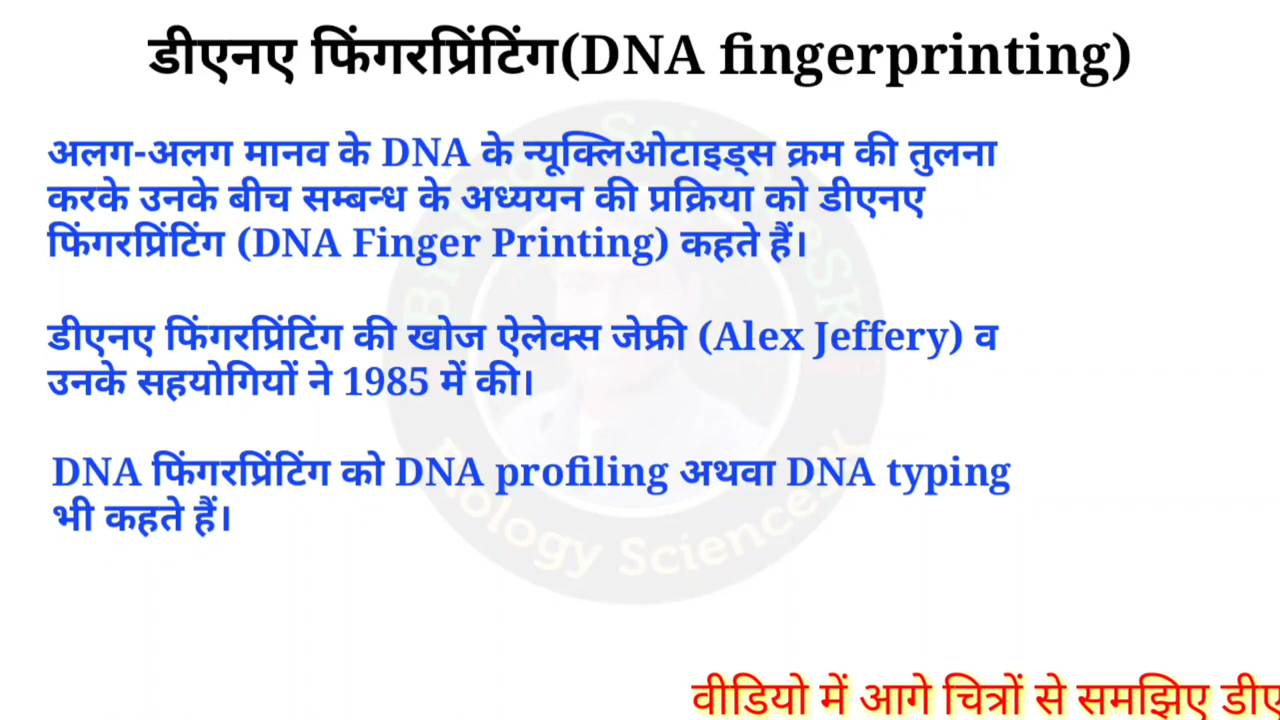 डीएनए फिंगरप्रिंटिंग(DNA fingerprinting)
अलग-अलग मानव के DNA के न्यूक्लिओटाइड्स क्रम की तुलना
करके उनके बीच सम्बन्ध के अध्ययन की प्रक्रिया को डीएनए
फिंगरप्रिंटिंग (DNA Finger Printing) कहते हैं।
डीएनए फिंगरप्रिंटिंग की खोज ऐलेक्स जेफ्री (Alex Jeffery) व
उनके सहयोगियों ने 1985 में की।
DNA फिंगरप्रिंटिंग को DNA profiling अथवा DNA typing
भी कहते हैं।
वीडियो में आगे चित्रों से समझिए डीए